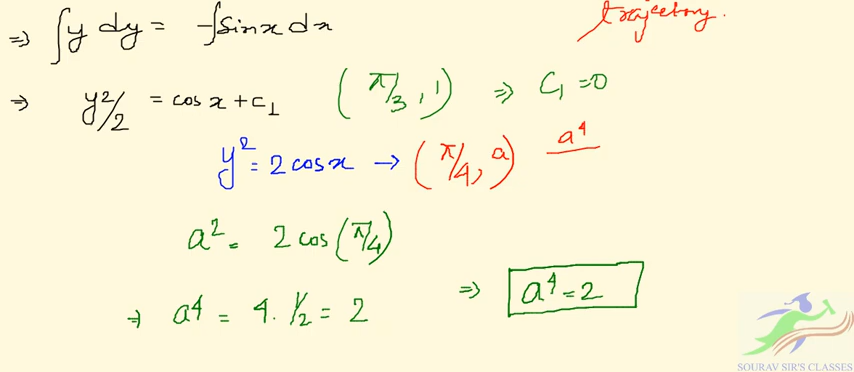 ⇒ ∫y dy = -∫sinx dx
trajectory.
⇒ y²/2 = cos x + c₁ (π/3, 1) ⇒ C₁ = 0
y² = 2 cos x → (π/4, a) a⁴
a² = 2 cos (π/4)
⇒ a⁴ = 4 . 1/2 = 2 ⇒ a⁴ = 2
SOURAV SIR'S CLASSES